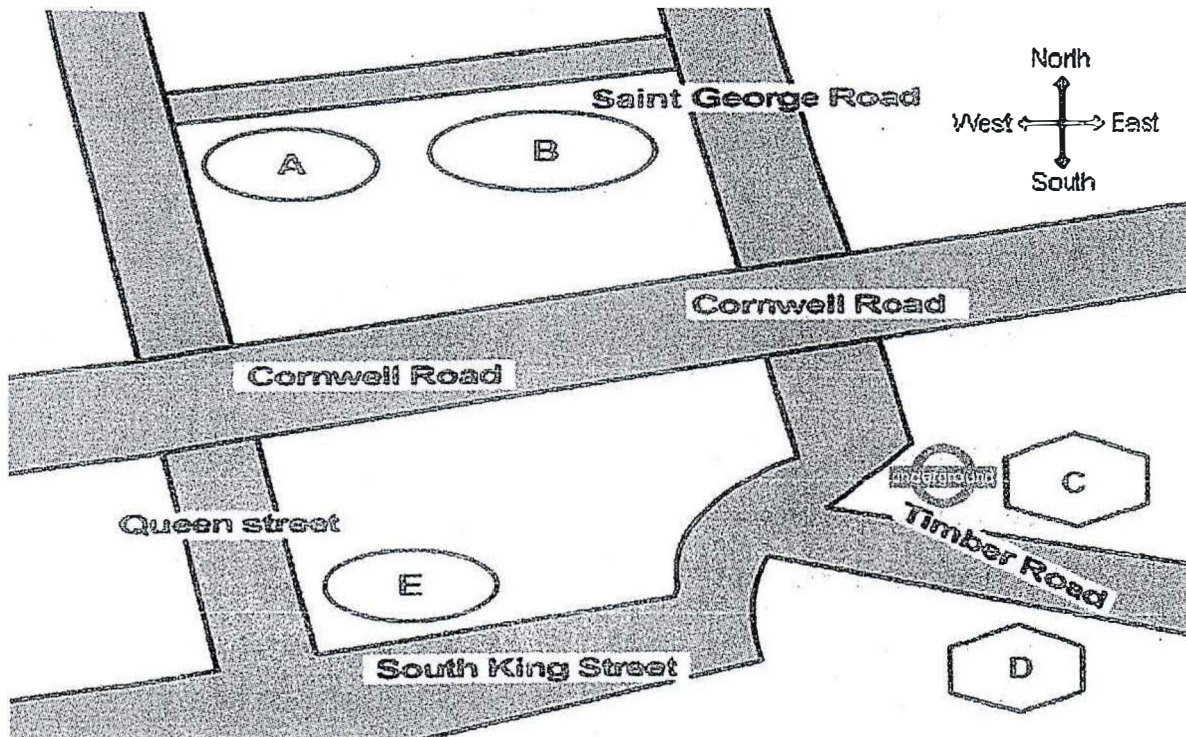 North
Saint George Road
West East
South
A
B
Cornwell Road
Cornwell Road
underground
C
Queen street
Timber Road
E
South King Street
D